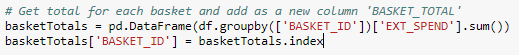 # Get total for each basket and add as a new column 'BASKET_TOTAL'
basketTotals = pd.DataFrame(df.groupby(['BASKET_ID'])['EXT_SPEND'].sum())
basketTotals['BASKET_ID'] = basketTotals.index